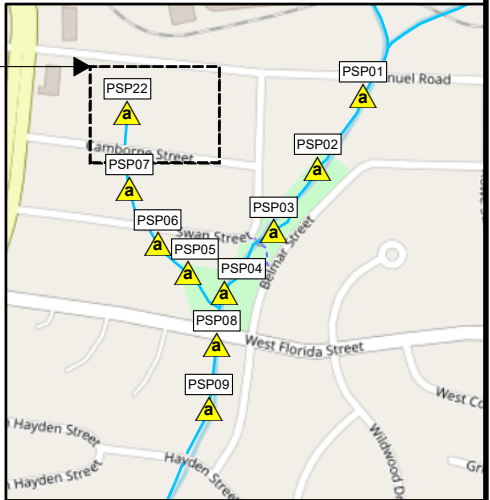 PSP01
nuel Road
PSP22
PSP02
Camborne Street
PSP07
PSP03
PSP06
Swan Street
PSP05
Belmar Street
PSP04
PSP08
West Florida Street
PSP09
West Co
Hayden Street
Wildwood D
Hayden Street
Hayden Street
Gr
a
a
a
a
a
a
a
a
a
a